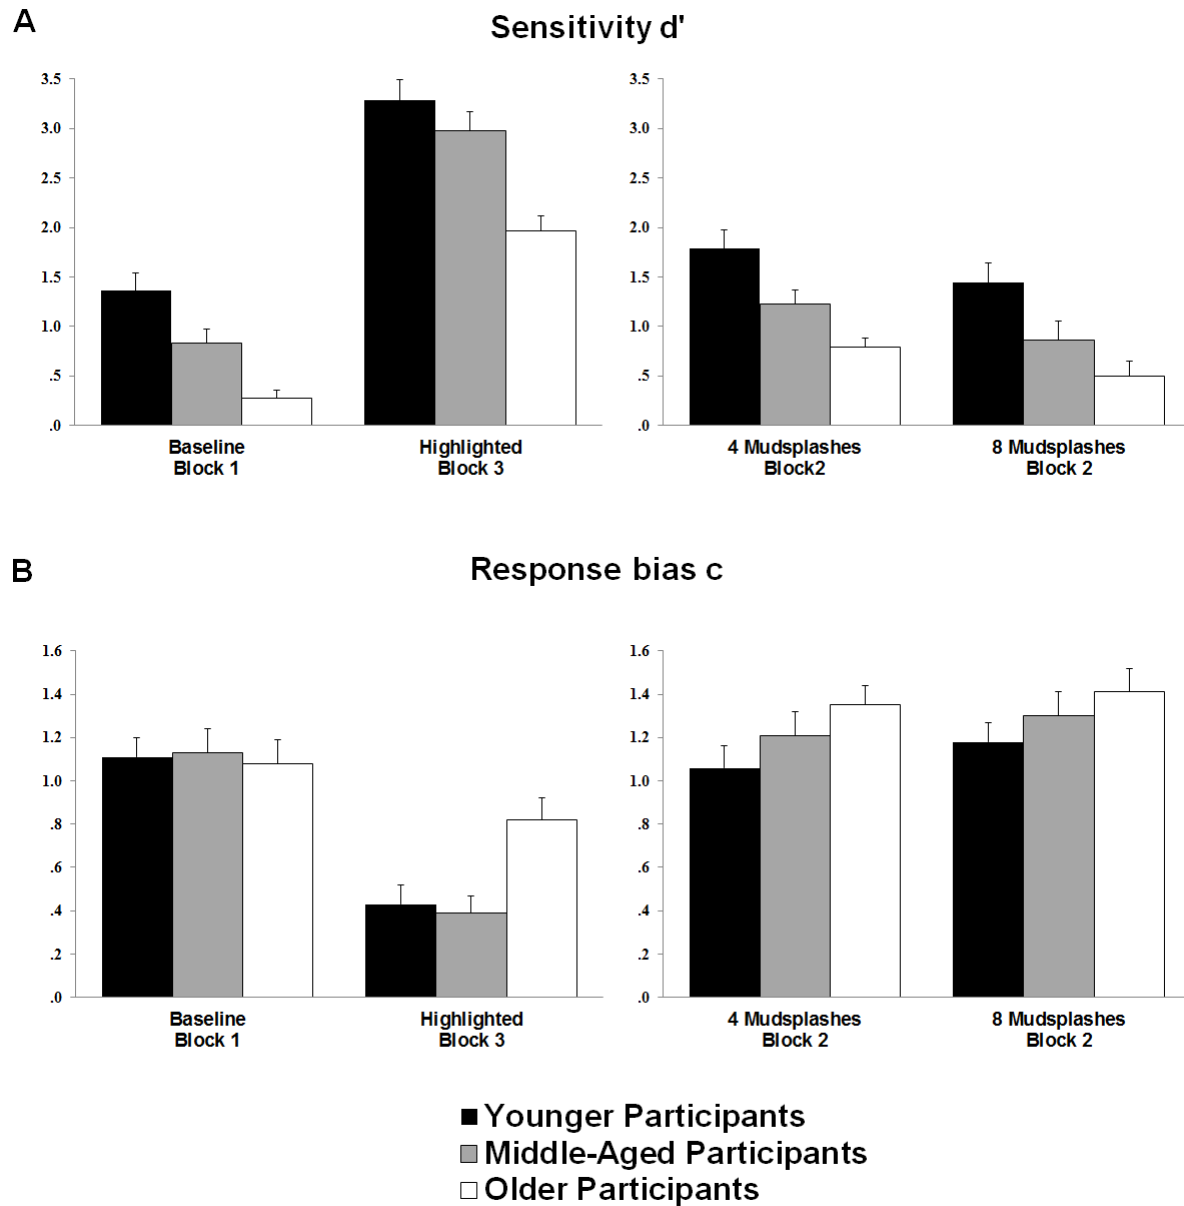 A
Sensitivity d'
3.5
3.0
2.5
2.0
1.5
1.0
.5
.0
Baseline
Block 1
Highlighted
Block 3
3.5
3.0
2.5
2.0
1.5
1.0
.5
.0
4 Mudsplashes
Block2
8 Mudsplashes
Block 2
B
Response bias c
1.6
1.4
1.2
1.0
.8
.6
.4
.2
.0
Baseline
Block 1
Highlighted
Block 3
1.6
1.4
1.2
1.0
.8
.6
.4
.2
.0
4 Mudsplashes
Block 2
8 Mudsplashes
Block 2
Younger Participants
Middle-Aged Participants
Older Participants